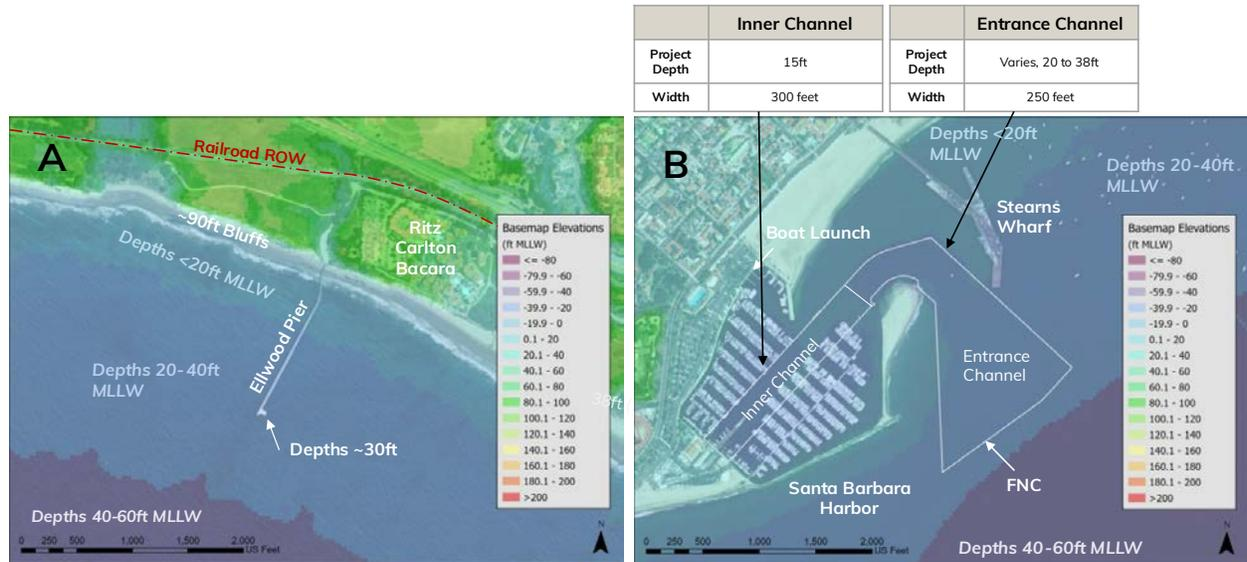 Inner Channel
Project Depth
15ft
Width
300 feet
Entrance Channel
Project Depth
Varies, 20 to 38ft
Width
250 feet
A
Railroad ROW
~90ft Bluffs
Depths <20ft MLLW
Ritz
Carlton
Bacara
Ellwood Pier
Depths 20-40ft
MLLW
Depths ~30ft
Depths 40-60ft MLLW
38ft
Basemap Elevations
(ft MLLW)
<= -80
-79.9 - -60
-59.9 - -40
-39.9 - -20
-19.9 - 0
0.1 - 20
20.1 - 40
40.1 - 60
60.1 - 80
80.1 - 100
100.1 - 120
120.1 - 140
140.1 - 160
160.1 - 180
180.1 - 200
>200
0 250 500 1,000 1,500 2,000
US Feet
N
B
Depths <20ft
MLLW
Depths 20-40ft
MLLW
Stearns
Wharf
Boat Launch
Inner Channel
Entrance
Channel
FNC
Santa Barbara
Harbor
Depths 40-60ft MLLW
Basemap Elevations
(ft MLLW)
<= -80
-79.9 - -60
-59.9 - -40
-39.9 - -20
-19.9 - 0
0.1 - 20
20.1 - 40
40.1 - 60
60.1 - 80
80.1 - 100
100.1 - 120
120.1 - 140
140.1 - 160
160.1 - 180
180.1 - 200
>200
0 250 500 1,000 1,500 2,000
US Feet
N